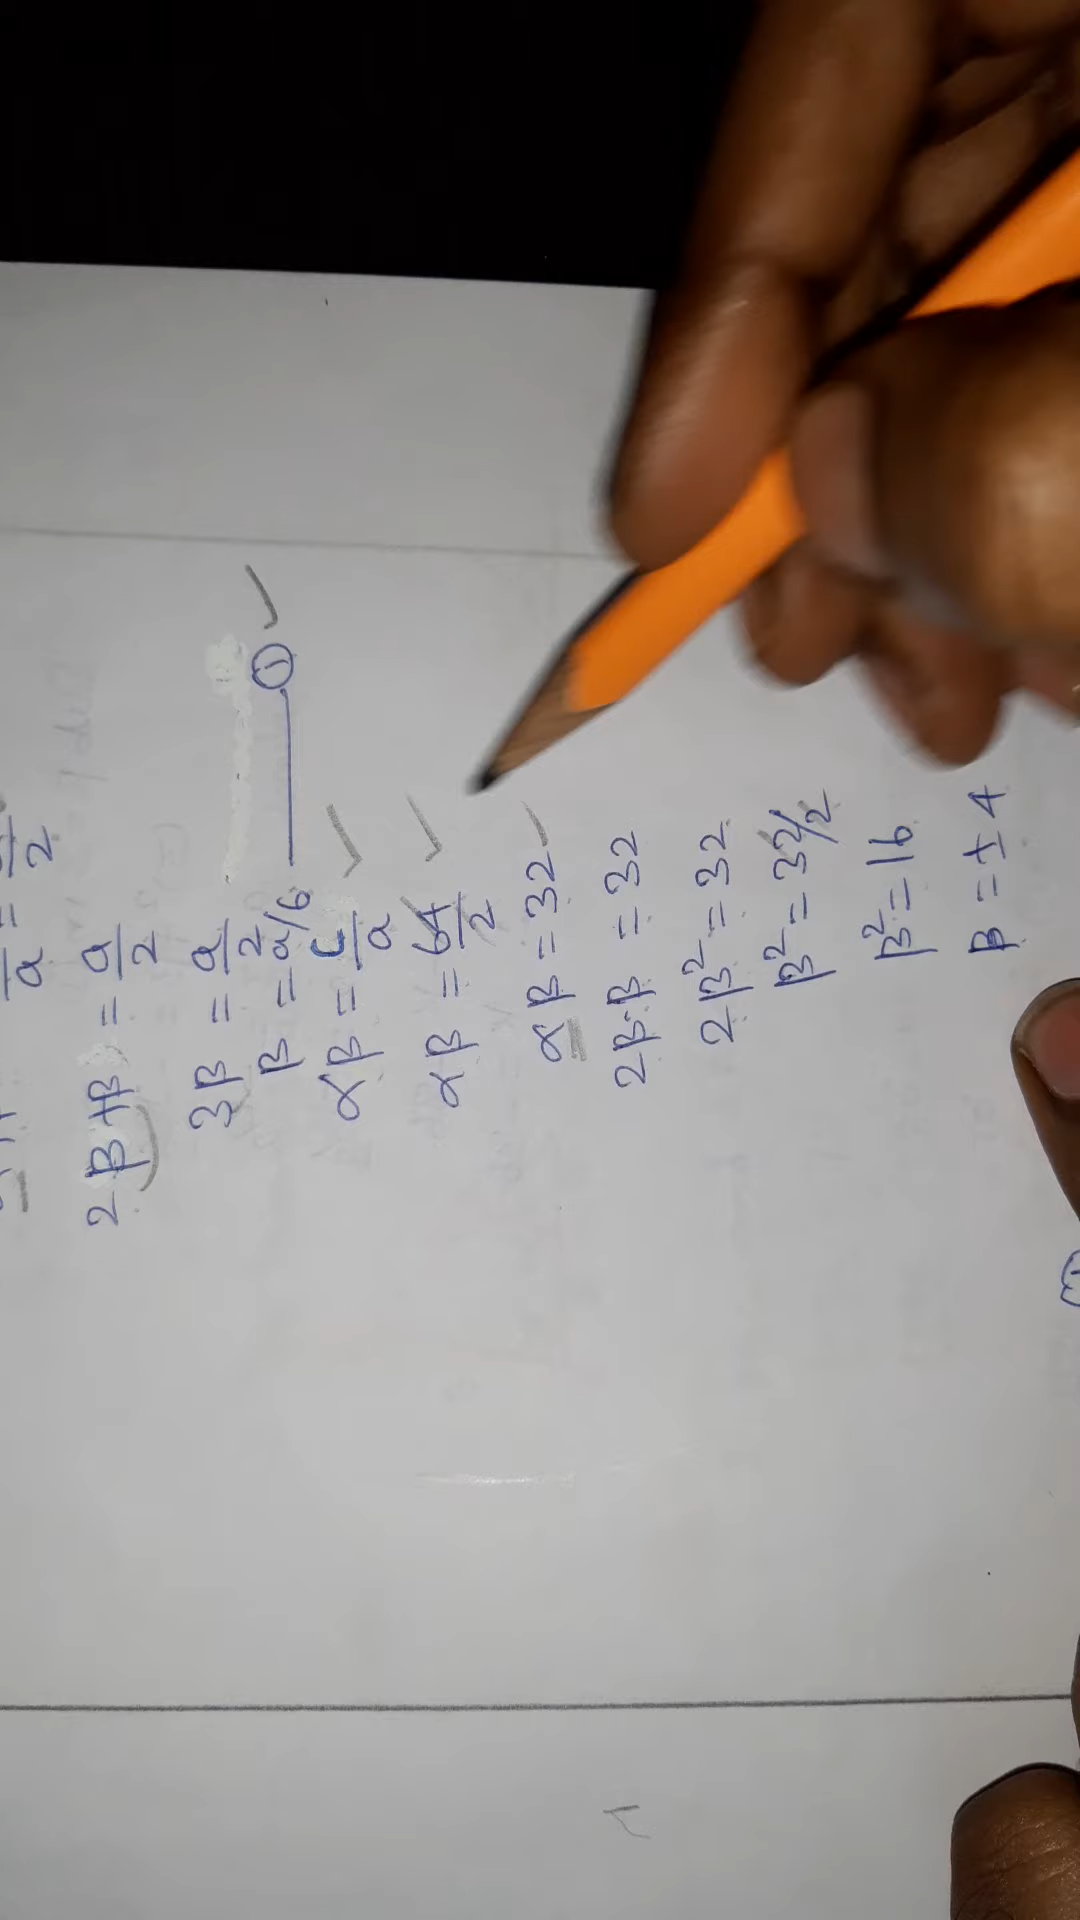 2β+β = a/2
3β = a/2
β = a/6 ——— ①
αβ = c/a
αβ = 64/2
αβ = 32
2β.β = 32
2β² = 32
β² = 32/2
β² = 16
β = ± 4